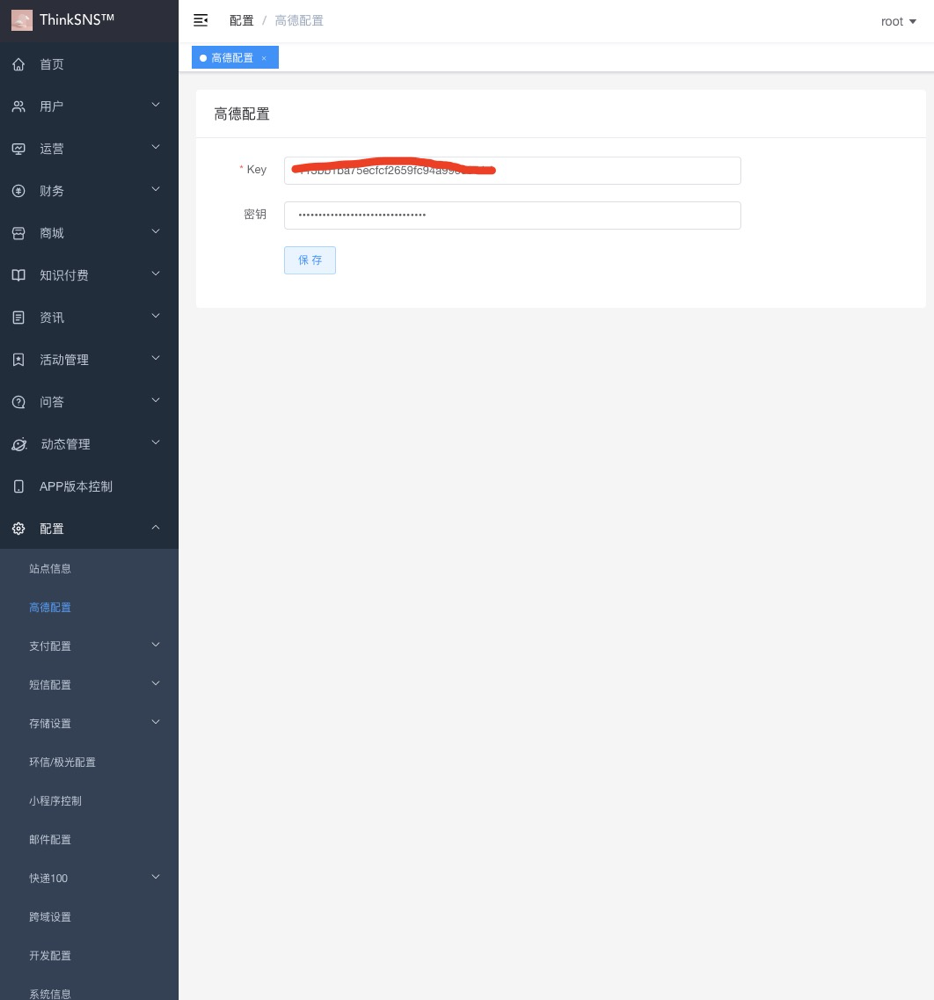 ThinkSNS™
配置 / 高德配置
root
高德配置 ×
首页
用户
运营
财务
商城
知识付费
资讯
活动管理
问答
动态管理
APP版本控制
配置
站点信息
高德配置
支付配置
短信配置
存储设置
环信/极光配置
小程序控制
邮件配置
快递100
跨域设置
开发配置
系统信息
高德配置
* Key
密钥
保 存